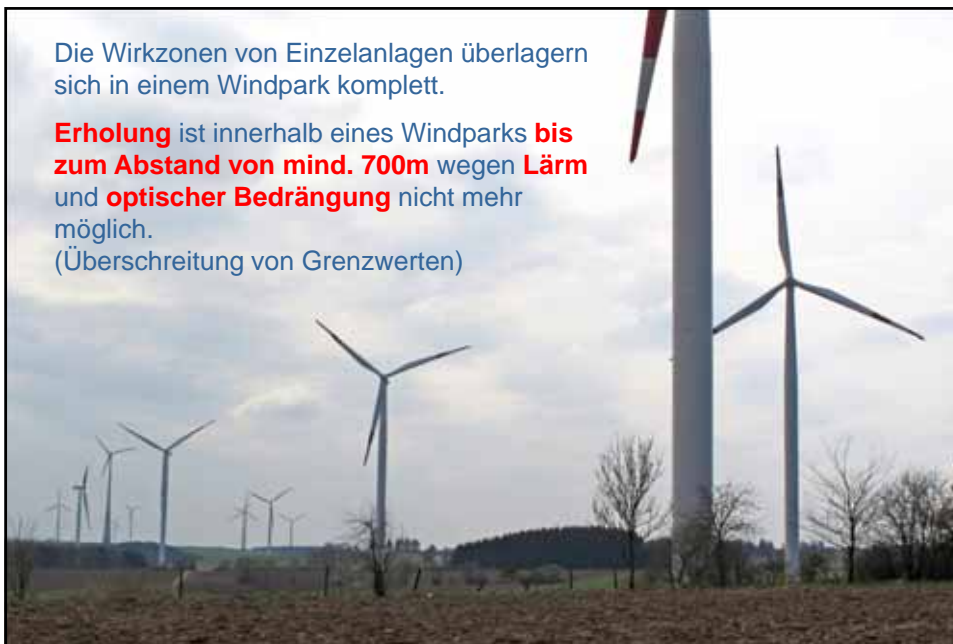 Die Wirkzonen von Einzelanlagen überlagern
sich in einem Windpark komplett.
Erholung ist innerhalb eines Windparks bis
zum Abstand von mind. 700m wegen Lärm
und optischer Bedrängung nicht mehr
möglich.
(Überschreitung von Grenzwerten)